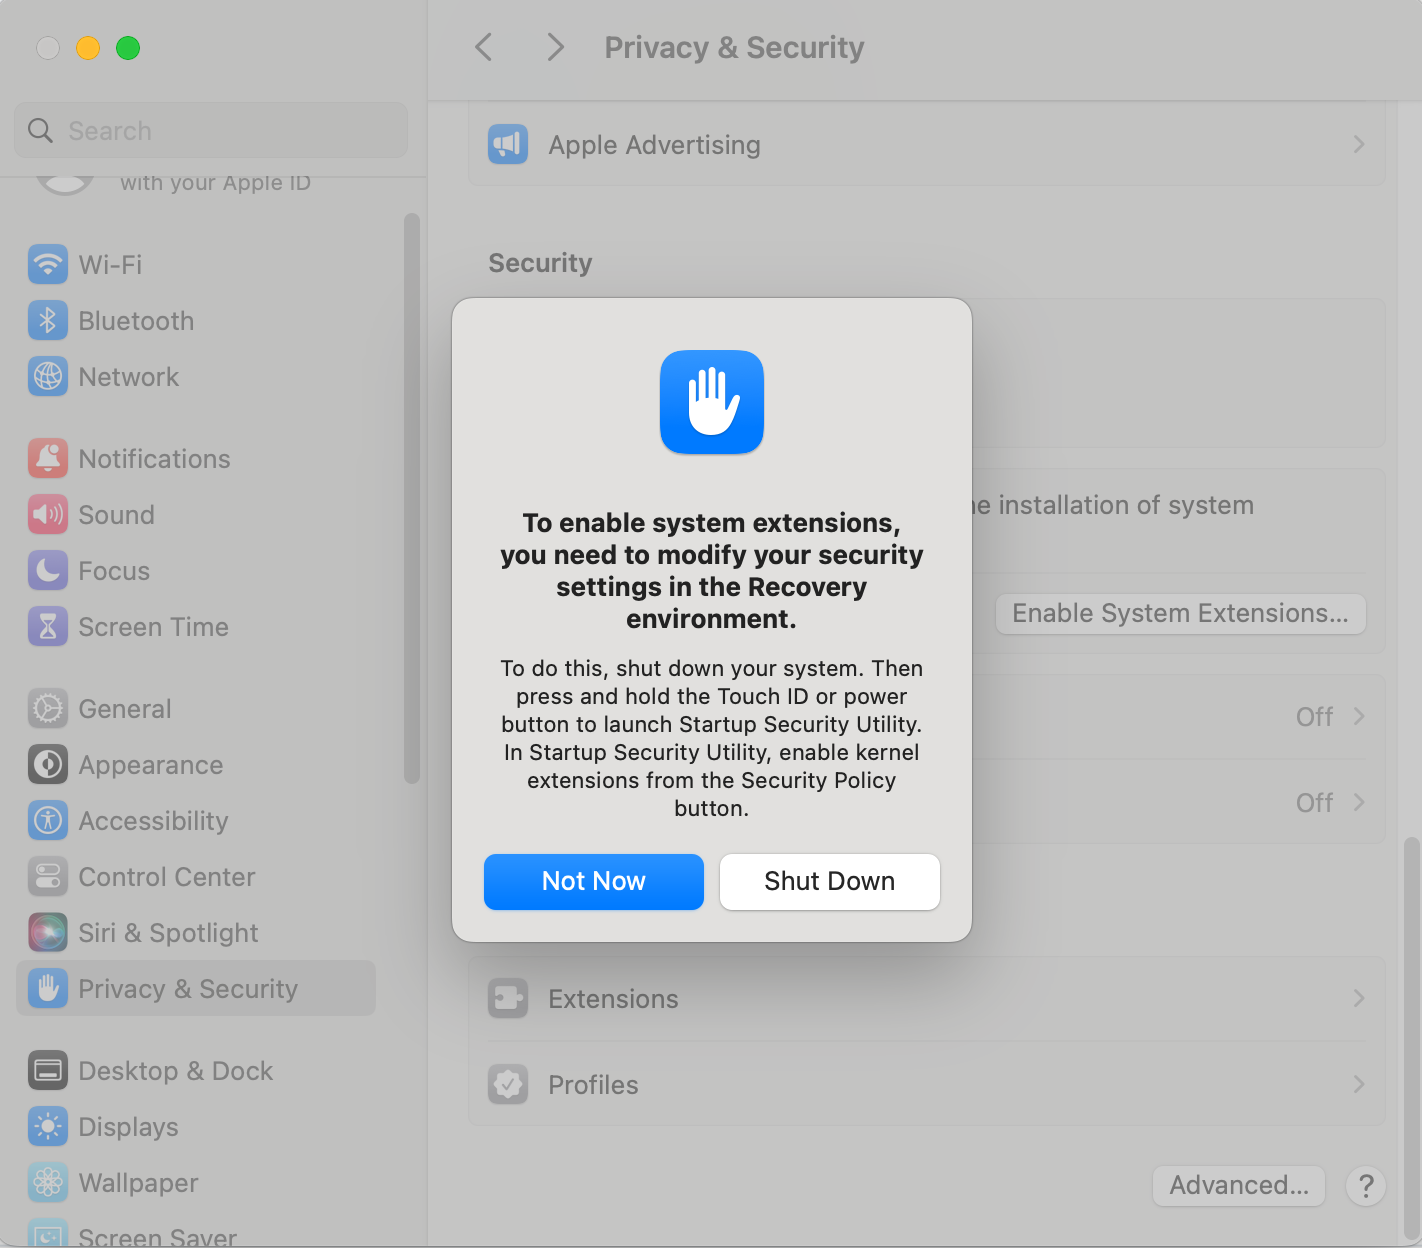 Privacy & Security
Search
with your Apple ID
Wi-Fi
Bluetooth
Network
Notifications
Sound
Focus
Screen Time
General
Appearance
Accessibility
Control Center
Siri & Spotlight
Privacy & Security
Desktop & Dock
Displays
Wallpaper
Screen Saver
Apple Advertising
Security
installation of system
Enable System Extensions...
Off
Off
To enable system extensions,
you need to modify your security
settings in the Recovery
environment.
To do this, shut down your system. Then
press and hold the Touch ID or power
button to launch Startup Security Utility.
In Startup Security Utility, enable kernel
extensions from the Security Policy
button.
Not Now
Shut Down
Extensions
Profiles
Advanced...
?